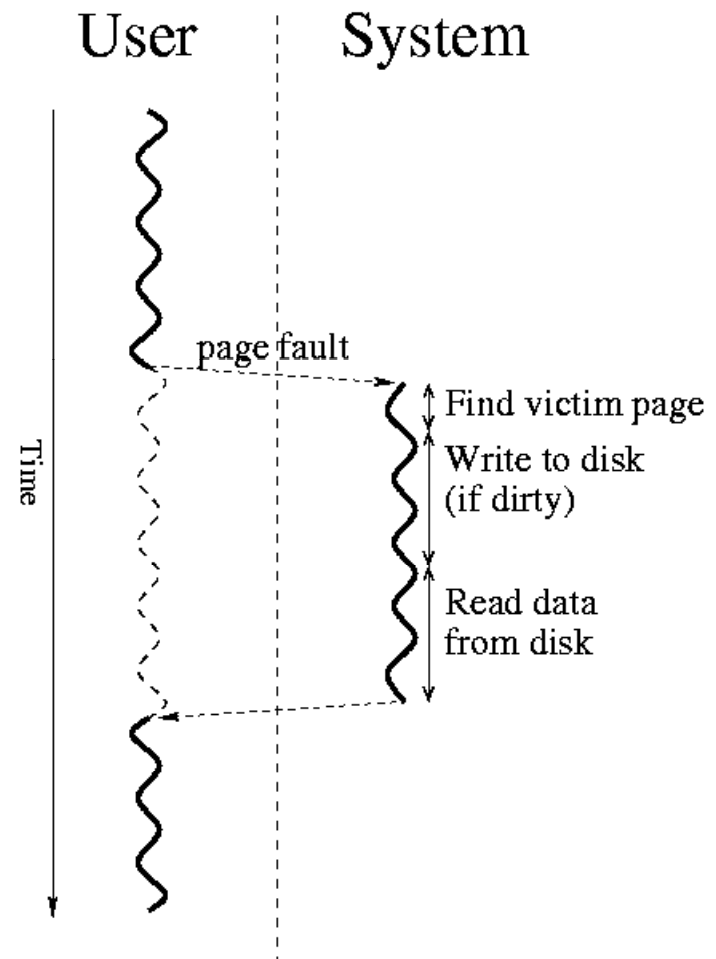 User
System
page fault
Find victim page
Write to disk
(if dirty)
Time
Read data
from disk